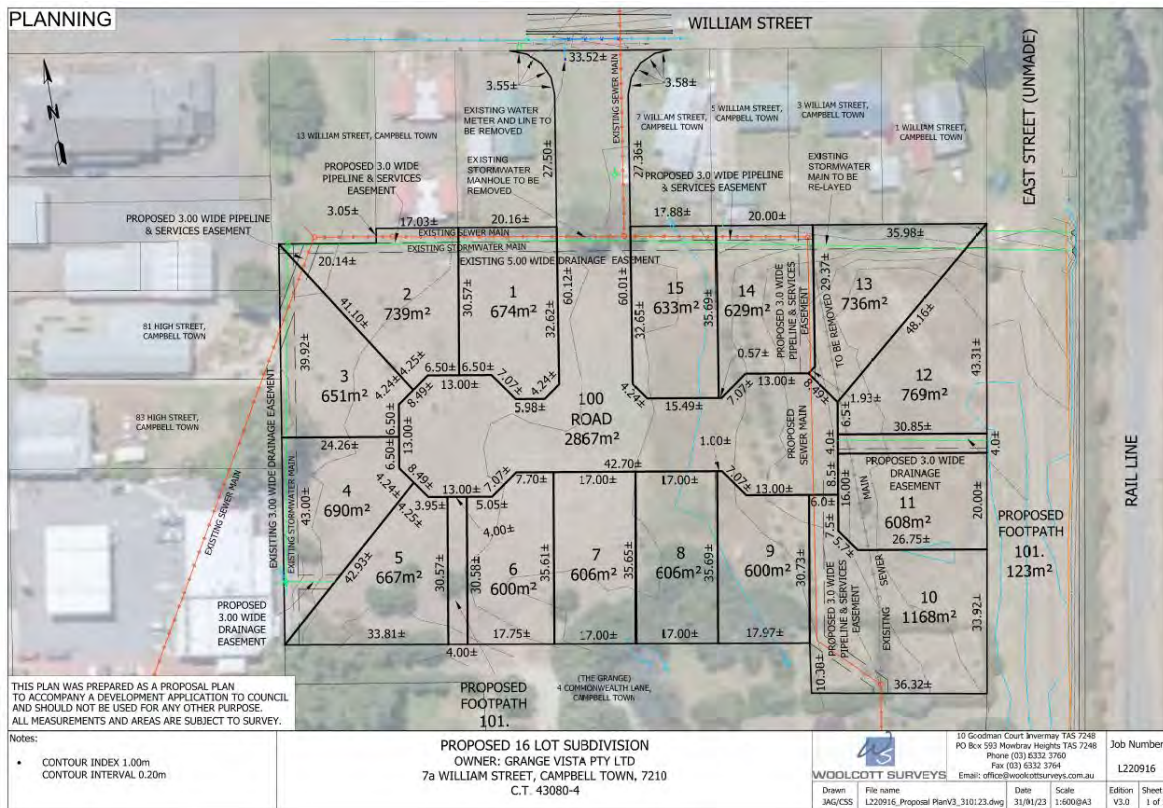 PLANNING
WILLIAM STREET
EAST STREET (UNMADE)
RAIL LINE
N
33.52±
3.55±
3.58±
EXISTING SEWER MAIN
27.50±
27.36±
EXISTING WATER
METER AND LINE TO
BE REMOVED
EXISTING
STORMWATER
MANHOLE TO BE
REMOVED
13 WILLIAM STREET, CAMPBELL TOWN
7 WILLIAM STREET,
CAMPBELL TOWN
5 WILLIAM STREET,
CAMPBELL TOWN
3 WILLIAM STREET,
CAMPBELL TOWN
1 WILLIAM STREET,
CAMPBELL TOWN
EXISTING
STORMWATER
MAIN TO BE
RE-LAYED
PROPOSED 3.0 WIDE
PIPELINE & SERVICES
EASEMENT
PROPOSED 3.0 WIDE PIPELINE
& SERVICES EASEMENT
PROPOSED 3.00 WIDE PIPELINE
& SERVICES EASEMENT
3.05±
17.03±
20.16±
17.88±
20.00±
35.98±
EXISTING SEWER MAIN
EXISTING STORMWATER MAIN
EXISTING 5.00 WIDE DRAINAGE EASEMENT
20.14±
41.10±
2
739m²
30.57±
1
674m²
32.62±
60.12±
60.01±
32.65±
15
633m²
35.69±
14
629m²
PROPOSED 3.0 WIDE
PIPELINE & SERVICES
EASEMENT
TO BE REMOVED
29.37±
13
736m²
48.16±
43.31±
0.57±
81 HIGH STREET,
CAMPBELL TOWN
39.92±
3
651m²
4.25±
4.24±
8.49±
6.50±
6.50±
13.00±
7.07±
4.24±
5.98±
4.24±
15.49±
7.07±
13.00±
8.49±
1.93±
12
769m²
6.5±
30.85±
4.0±
4.0±
83 HIGH STREET,
CAMPBELL TOWN
24.26±
6.50±
6.50±
13.00±
100
ROAD
2867m²
1.00±
PROPOSED
SEWER MAIN
PROPOSED 3.0 WIDE
DRAINAGE
EASEMENT
8.5±
16.00±
MAIN
11
608m²
20.00±
26.75±
EXISTING SEWER MAIN
EXISITING 3.00 WIDE DRAINAGE EASEMENT
EXISTING STORMWATER MAIN
43.00±
4
690m²
4.24±
4.25±
8.49±
13.00±
3.95±
5.05±
7.07±
7.70±
42.70±
17.00±
17.00±
7.07±
13.00±
6.0±
7.5±
5.7±
42.93±
5
667m²
30.57±
4.00±
30.58±
6
600m²
35.61±
7
606m²
35.65±
8
606m²
35.69±
9
600m²
30.73±
PROPOSED 3.0 WIDE
PIPELINE & SERVICES
EASEMENT
EXISITNG
SEWER
10
1168m²
33.92±
PROPOSED
FOOTPATH
101.
123m²
PROPOSED
3.00 WIDE
DRAINAGE
EASEMENT
33.81±
4.00±
17.75±
17.00±
17.00±
17.97±
10.38±
36.32±
PROPOSED
FOOTPATH
101.
(THE GRANGE)
4 COMMONWEALTH LANE,
CAMPBELL TOWN
THIS PLAN WAS PREPARED AS A PROPOSAL PLAN
TO ACCOMPANY A DEVELOPMENT APPLICATION TO COUNCIL
AND SHOULD NOT BE USED FOR ANY OTHER PURPOSE.
ALL MEASUREMENTS AND AREAS ARE SUBJECT TO SURVEY.
Notes:
• CONTOUR INDEX 1.00m
CONTOUR INTERVAL 0.20m
PROPOSED 16 LOT SUBDIVISION
OWNER: GRANGE VISTA PTY LTD
7a WILLIAM STREET, CAMPBELL TOWN, 7210
C.T. 43080-4
WS
WOOLCOTT SURVEYS
10 Goodman Court Invermay TAS 7248
PO Box 593 Mowbray Heights TAS 7248
Phone (03) 6332 3760
Fax (03) 6332 3764
Email: office@woolcottsurveys.com.au
Job Number
L220916
Drawn
JAG/CSS
File name
L220916_Proposal PlanV3_310123.dwg
Date
31/01/23
Scale
1:600@A3
Edition
V3.0
Sheet
1 of